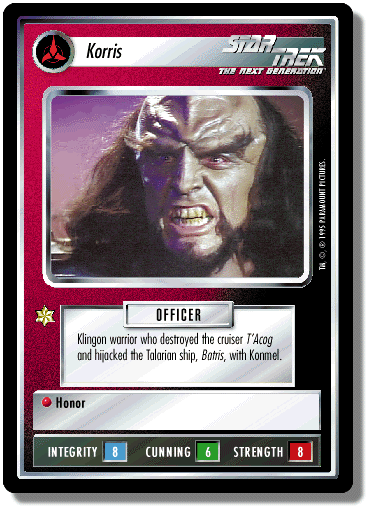 Korris
STAR TREK
THE NEXT GENERATION
TM, ©, ® 1995 PARAMOUNT PICTURES.
OFFICER
Klingon warrior who destroyed the cruiser T'Acog
and hijacked the Talarian ship, Batris, with Konmel.
Honor
INTEGRITY 8 CUNNING 6 STRENGTH 8